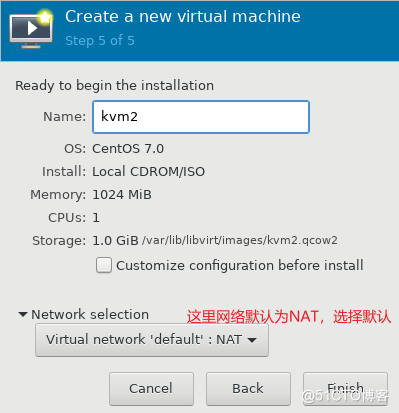 Create a new virtual machine
Step 5 of 5
Ready to begin the installation
Name: kvm2
OS: CentOS 7.0
Install: Local CDROM/ISO
Memory: 1024 MiB
CPUs: 1
Storage: 1.0 GiB /var/lib/libvirt/images/kvm2.qcow2
Customize configuration before install
Network selection 这里网络默认为NAT，选择默认
Virtual network 'default' : NAT
Cancel Back Finish
@51CTO博客